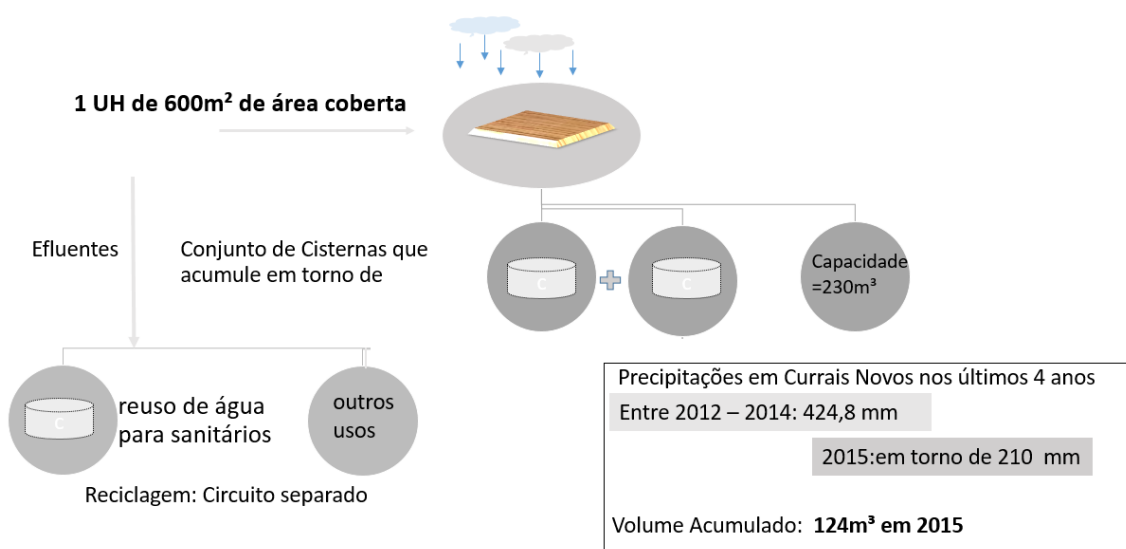 1 UH de 600m² de área coberta
Efluentes
Conjunto de Cisternas que
acumule em torno de
C
C
Capacidade
=230m³
C
reuso de água
para sanitários
outros
usos
Reciclagem: Circuito separado
Precipitações em Currais Novos nos últimos 4 anos
Entre 2012 – 2014: 424,8 mm
2015:em torno de 210 mm
Volume Acumulado: 124m³ em 2015